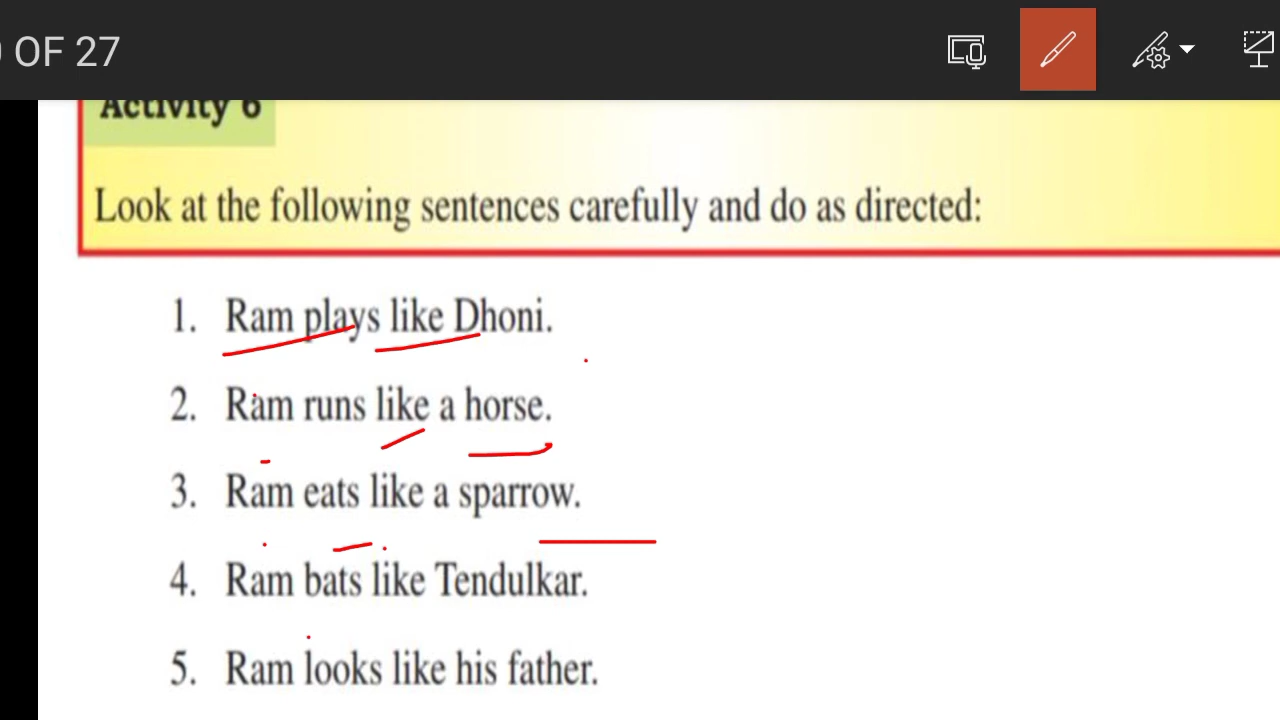 OF 27
Activity 6
Look at the following sentences carefully and do as directed:
1. Ram plays like Dhoni.
2. Ram runs like a horse.
3. Ram eats like a sparrow.
4. Ram bats like Tendulkar.
5. Ram looks like his father.